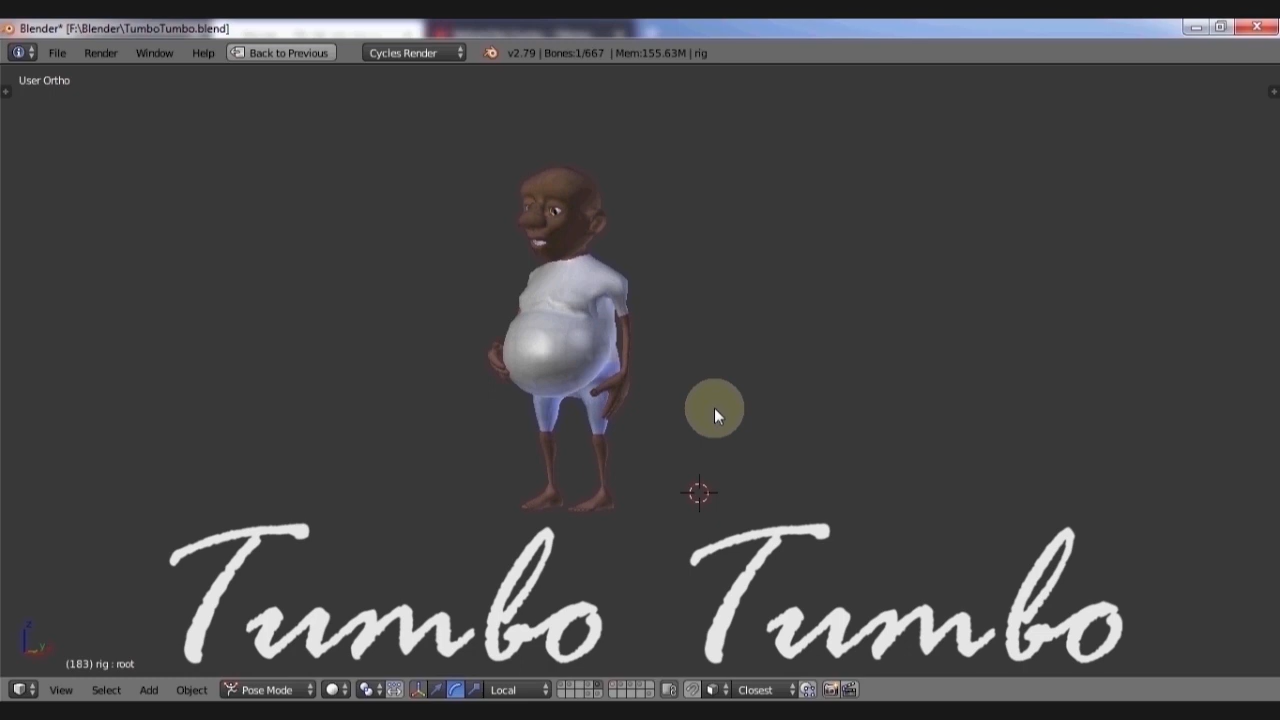 Blender* [F:\Blender\TumboTumbo.blend]
File Render Window Help Back to Previous Cycles Render v2.79 | Bones:1/667 | Mem:155.63M | rig
User Ortho
Tumbo Tumbo
z
y
(183) rig : root
View Select Add Object Pose Mode Local Closest